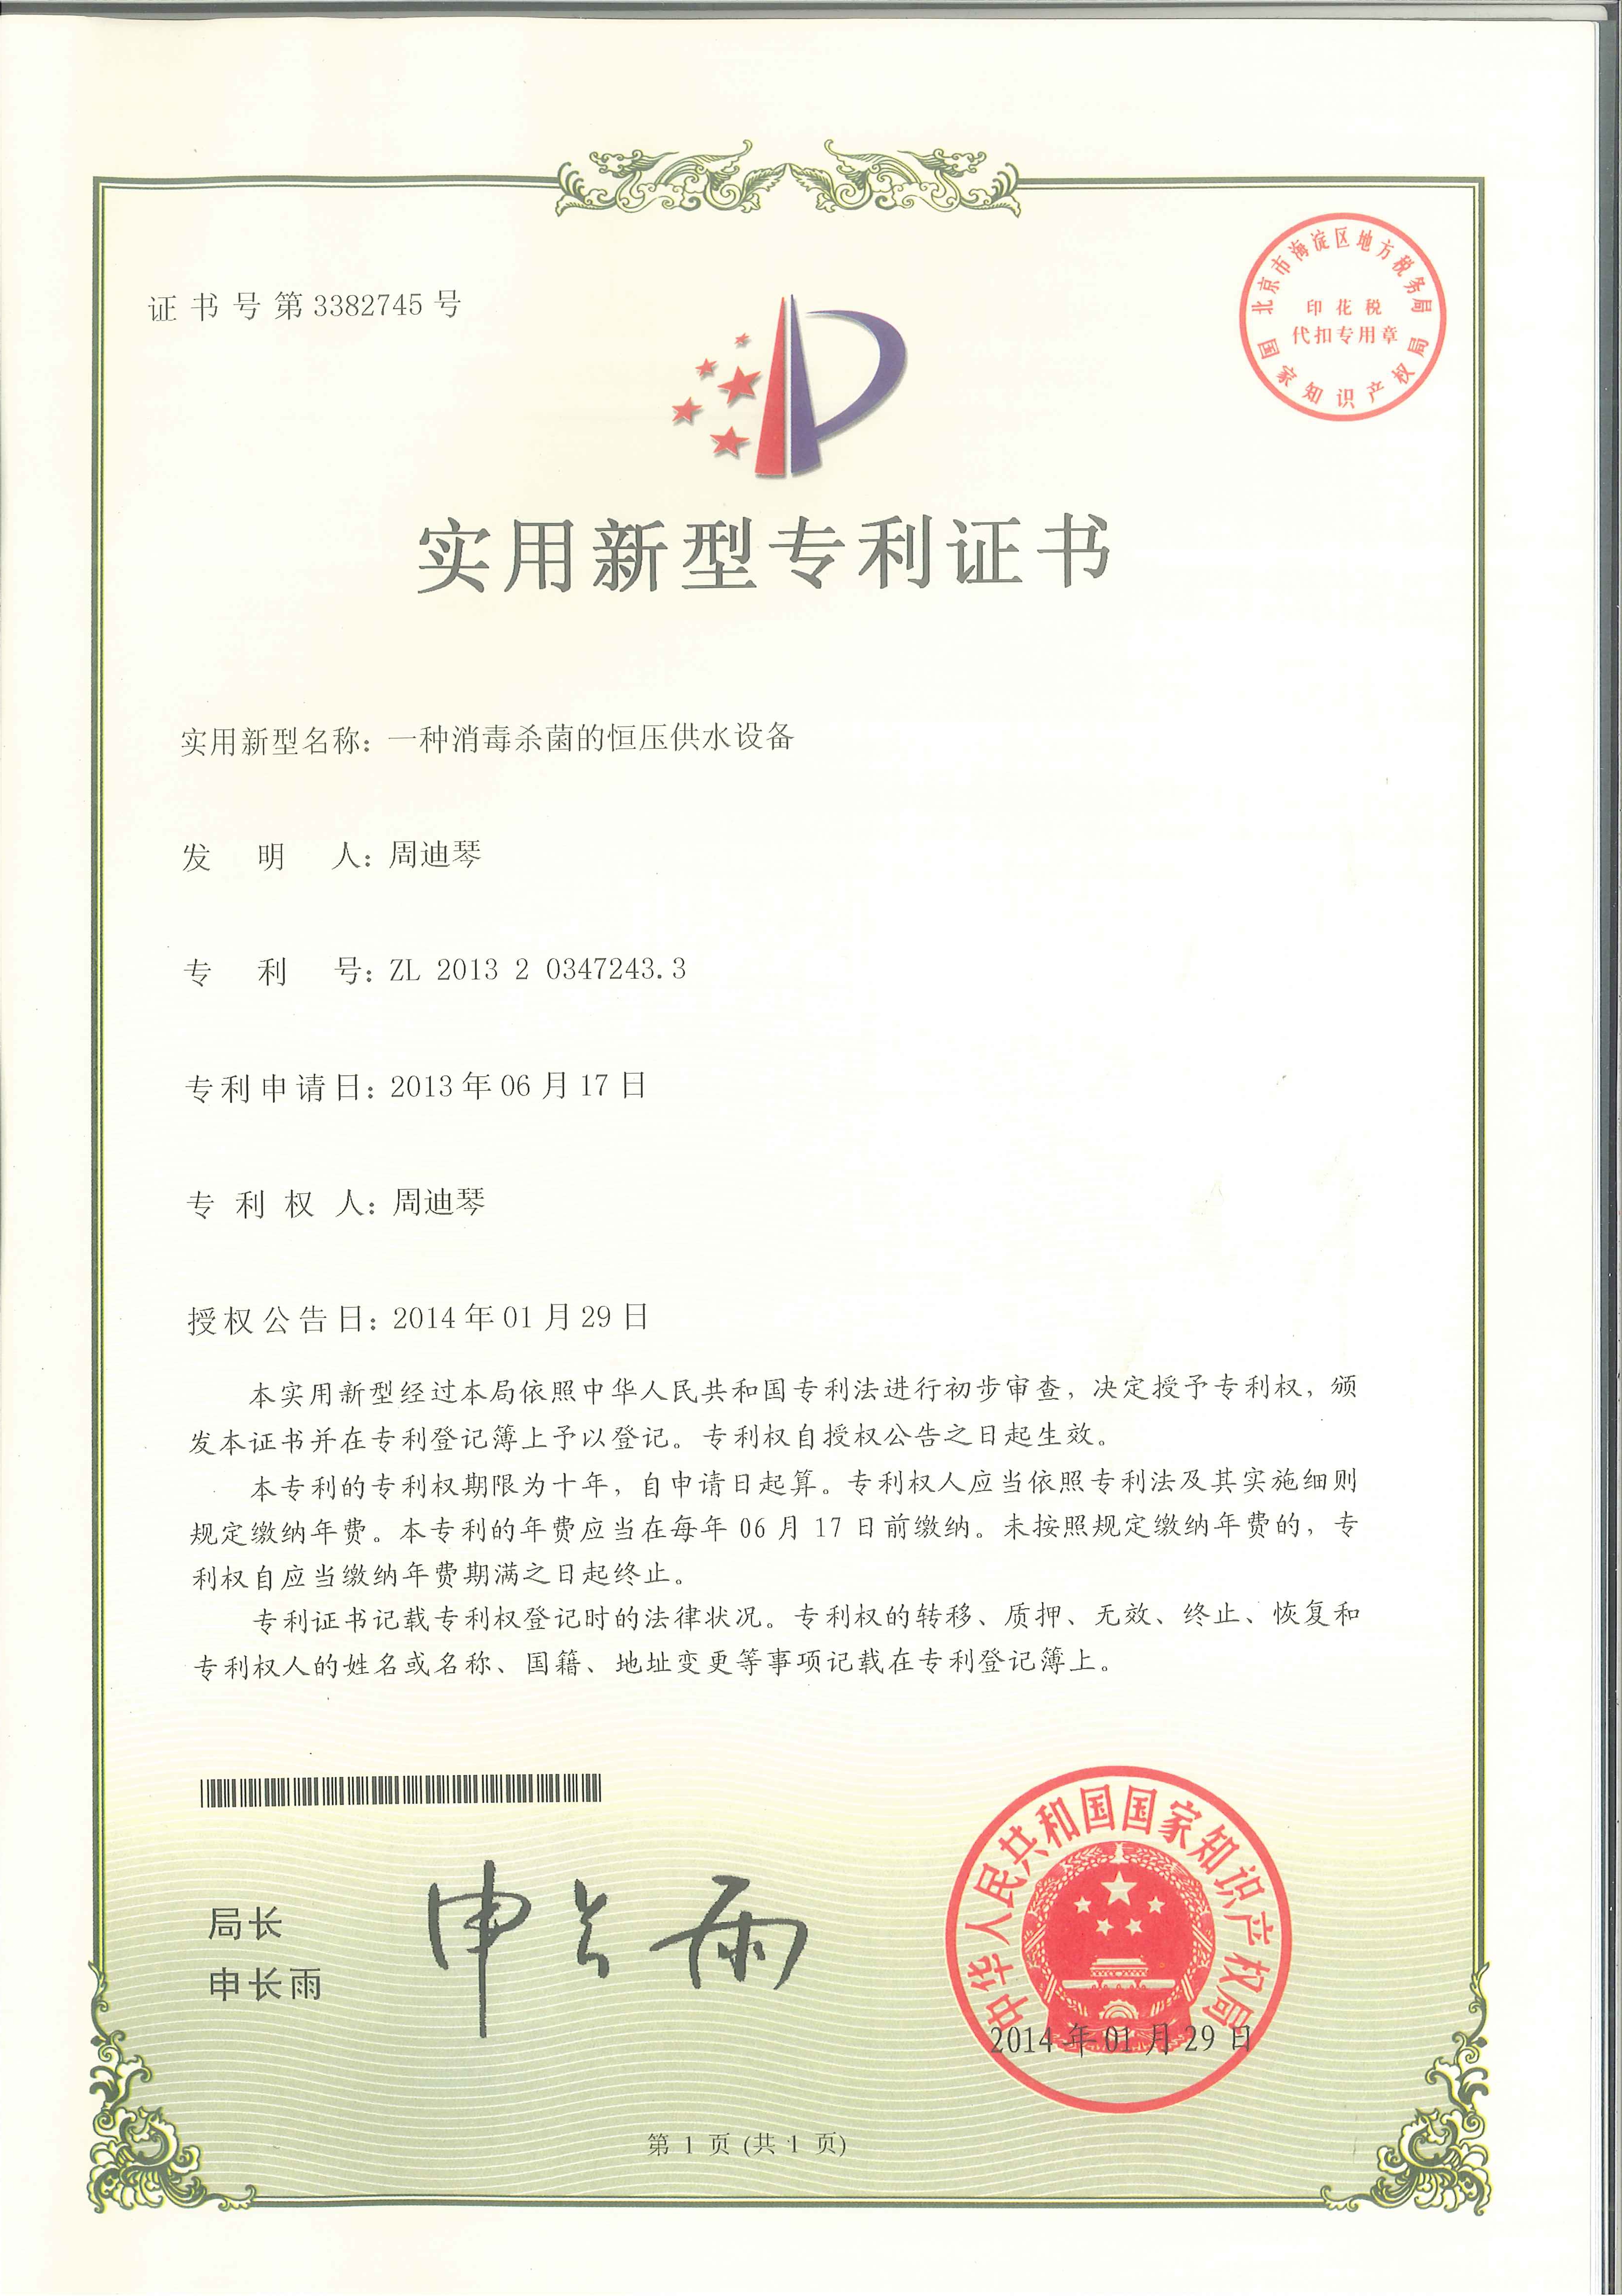 证书号第3382745号
北京市海淀区地方税务局
印花税
代扣专用章
国家知识产权局
实用新型专利证书
实用新型名称：一种消毒杀菌的恒压供水设备
发明人：周迪琴
专利号：ZL 2013 2 0347243.3
专利申请日：2013年06月17日
专利权人：周迪琴
授权公告日：2014年01月29日
本实用新型经过本局依照中华人民共和国专利法进行初步审查，决定授予专利权，颁
发本证书并在专利登记簿上予以登记。专利权自授权公告之日起生效。
本专利的专利权期限为十年，自申请日起算。专利权人应当依照专利法及其实施细则
规定缴纳年费。本专利的年费应当在每年06月17日前缴纳。未按照规定缴纳年费的，专
利权自应当缴纳年费期满之日起终止。
专利证书记载专利权登记时的法律状况。专利权的转移、质押、无效、终止、恢复和
专利权人的姓名或名称、国籍、地址变更等事项记载在专利登记簿上。
局长
申长雨
申长雨
中华人民共和国国家知识产权局
2014年01月29日
第 1 页 (共 1 页)